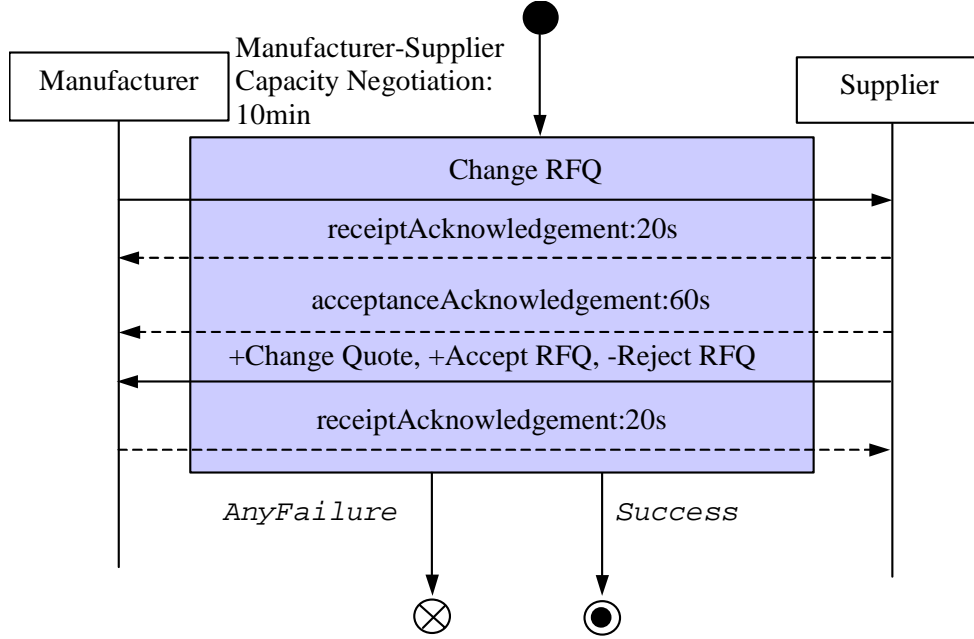 Manufacturer
Manufacturer-Supplier
Capacity Negotiation:
10min
Supplier
Change RFQ
receiptAcknowledgement:20s
acceptanceAcknowledgement:60s
+Change Quote, +Accept RFQ, -Reject RFQ
receiptAcknowledgement:20s
AnyFailure
Success